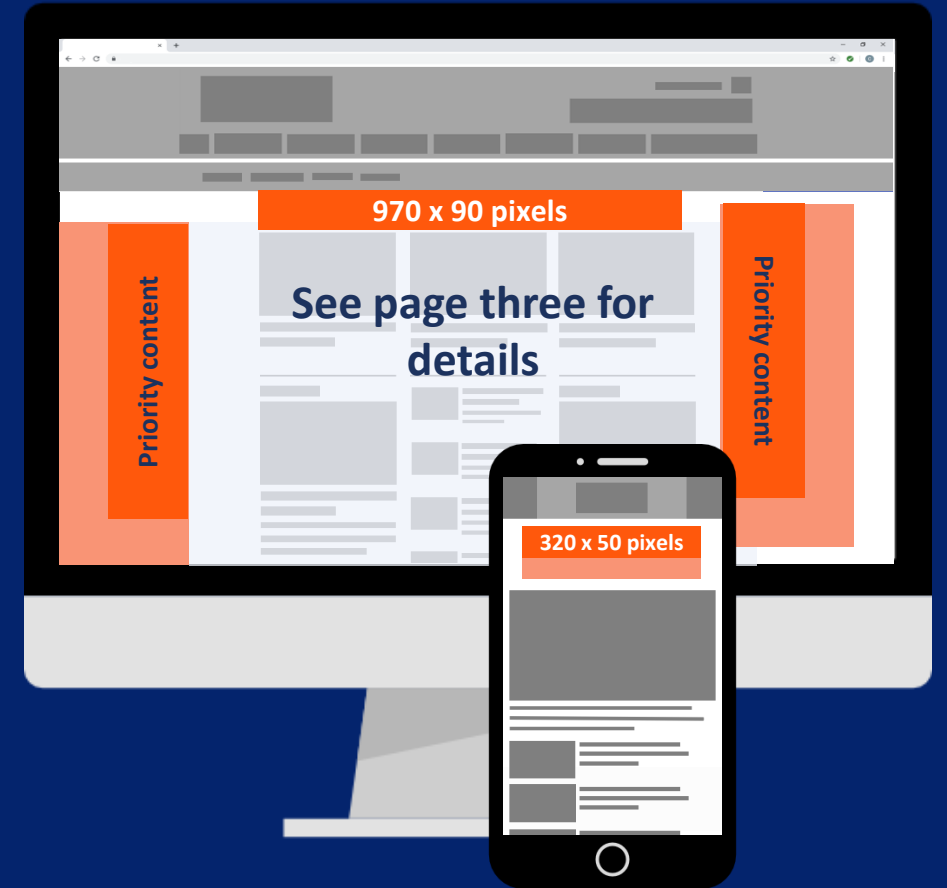 970 x 90 pixels
Priority content
See page three for
details
Priority content
320 x 50 pixels